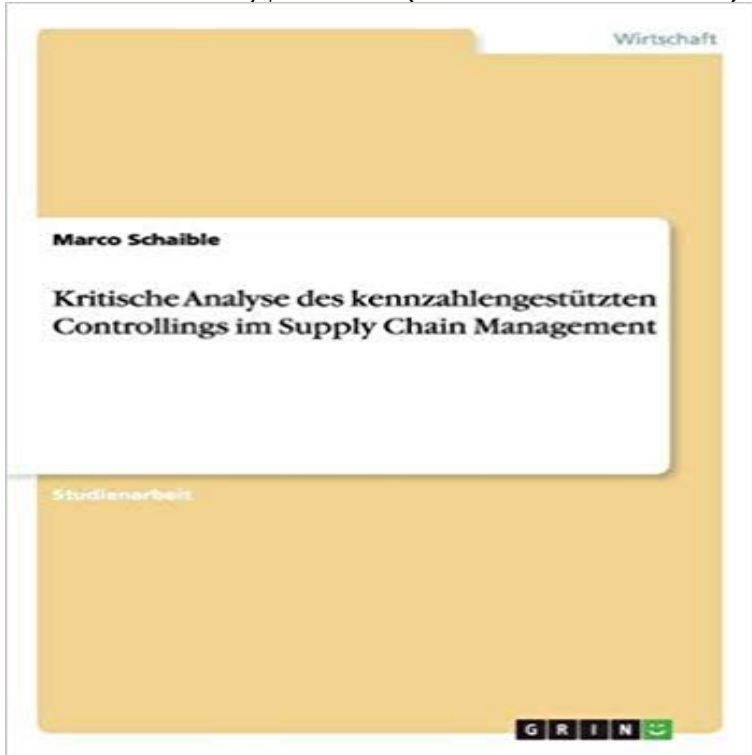 Wirtschaft
Marco Schaible
Kritische Analyse des kennzahlengestützten
Controllings im Supply Chain Management
Studienarbeit
GRIN